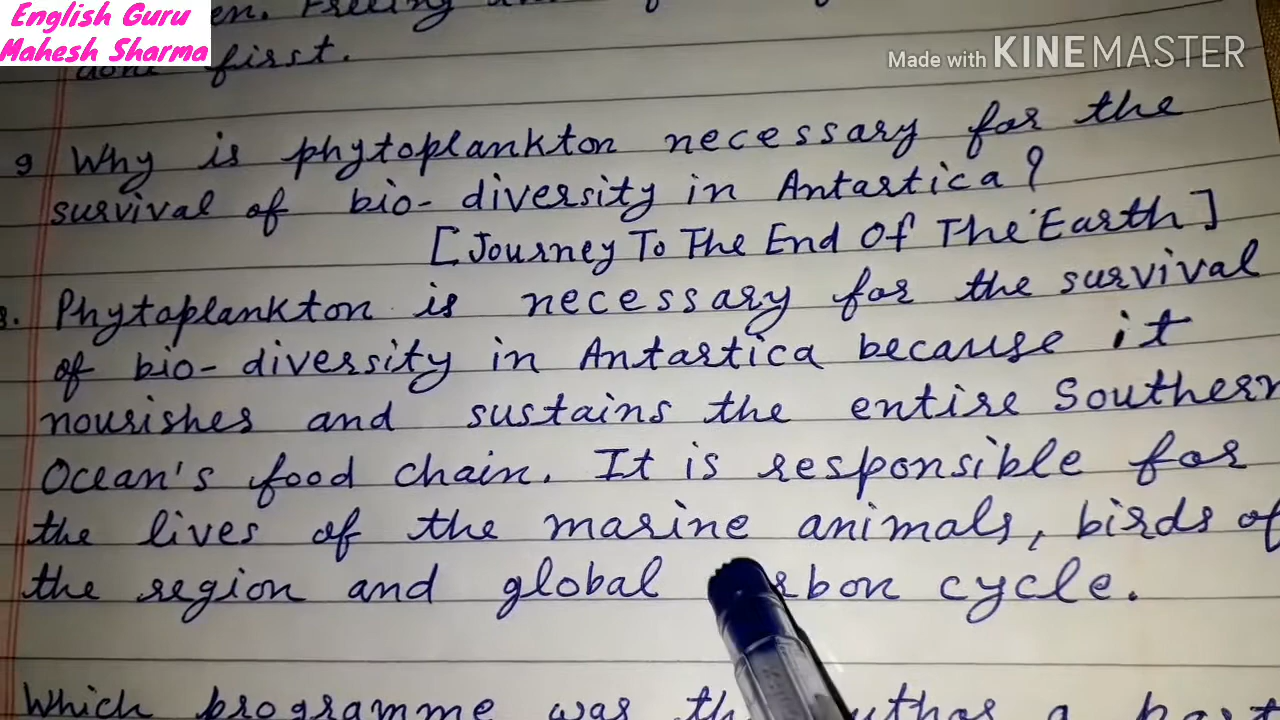 English Guru
Mahesh Sharma
Made with KINEMASTER
first.
9 Why is phytoplankton necessary for the
survival of bio- diversity in Antartica?
[Journey To The End Of The Earth]
Phytoplankton is necessary for the survival
of bio- diversity in Antartica because it
nourishes and sustains the entire Southern
Ocean's food chain. It is responsible for
the lives of the marine animals, birds of
the region and global cycle.
Which programme was